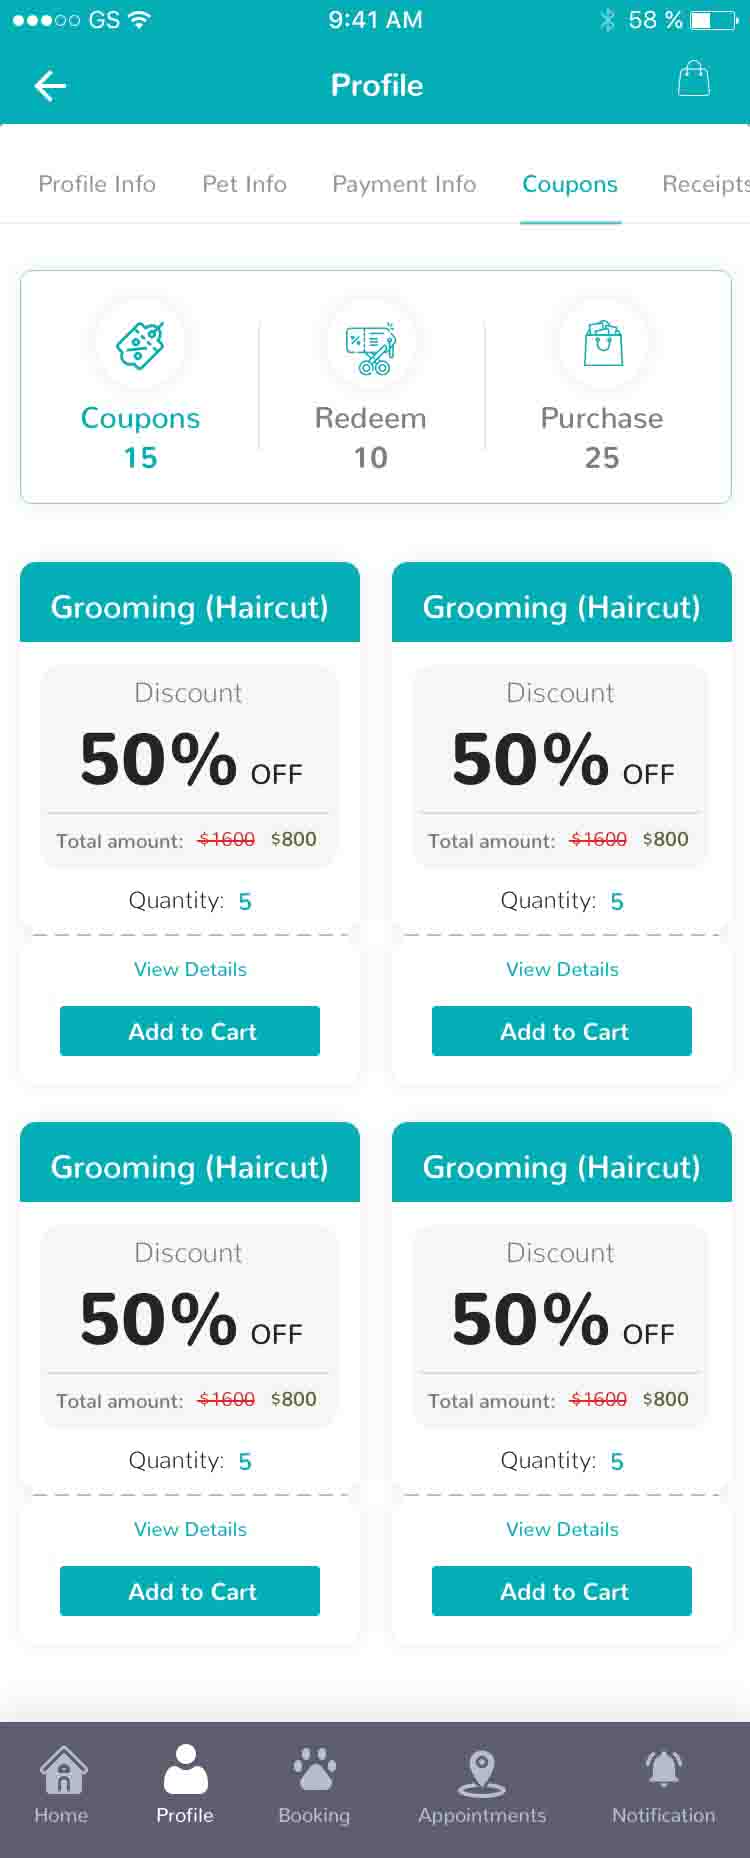 GS 9:41 AM 58 %
Profile
Profile Info Pet Info Payment Info Coupons Receipts
Coupons Redeem Purchase
15 10 25
Grooming (Haircut) Grooming (Haircut)
Discount Discount
50% OFF 50% OFF
Total amount: $1600 $800 Total amount: $1600 $800
Quantity: 5 Quantity: 5
View Details View Details
Add to Cart Add to Cart
Grooming (Haircut) Grooming (Haircut)
Discount Discount
50% OFF 50% OFF
Total amount: $1600 $800 Total amount: $1600 $800
Quantity: 5 Quantity: 5
View Details View Details
Add to Cart Add to Cart
Home Profile Booking Appointments Notification